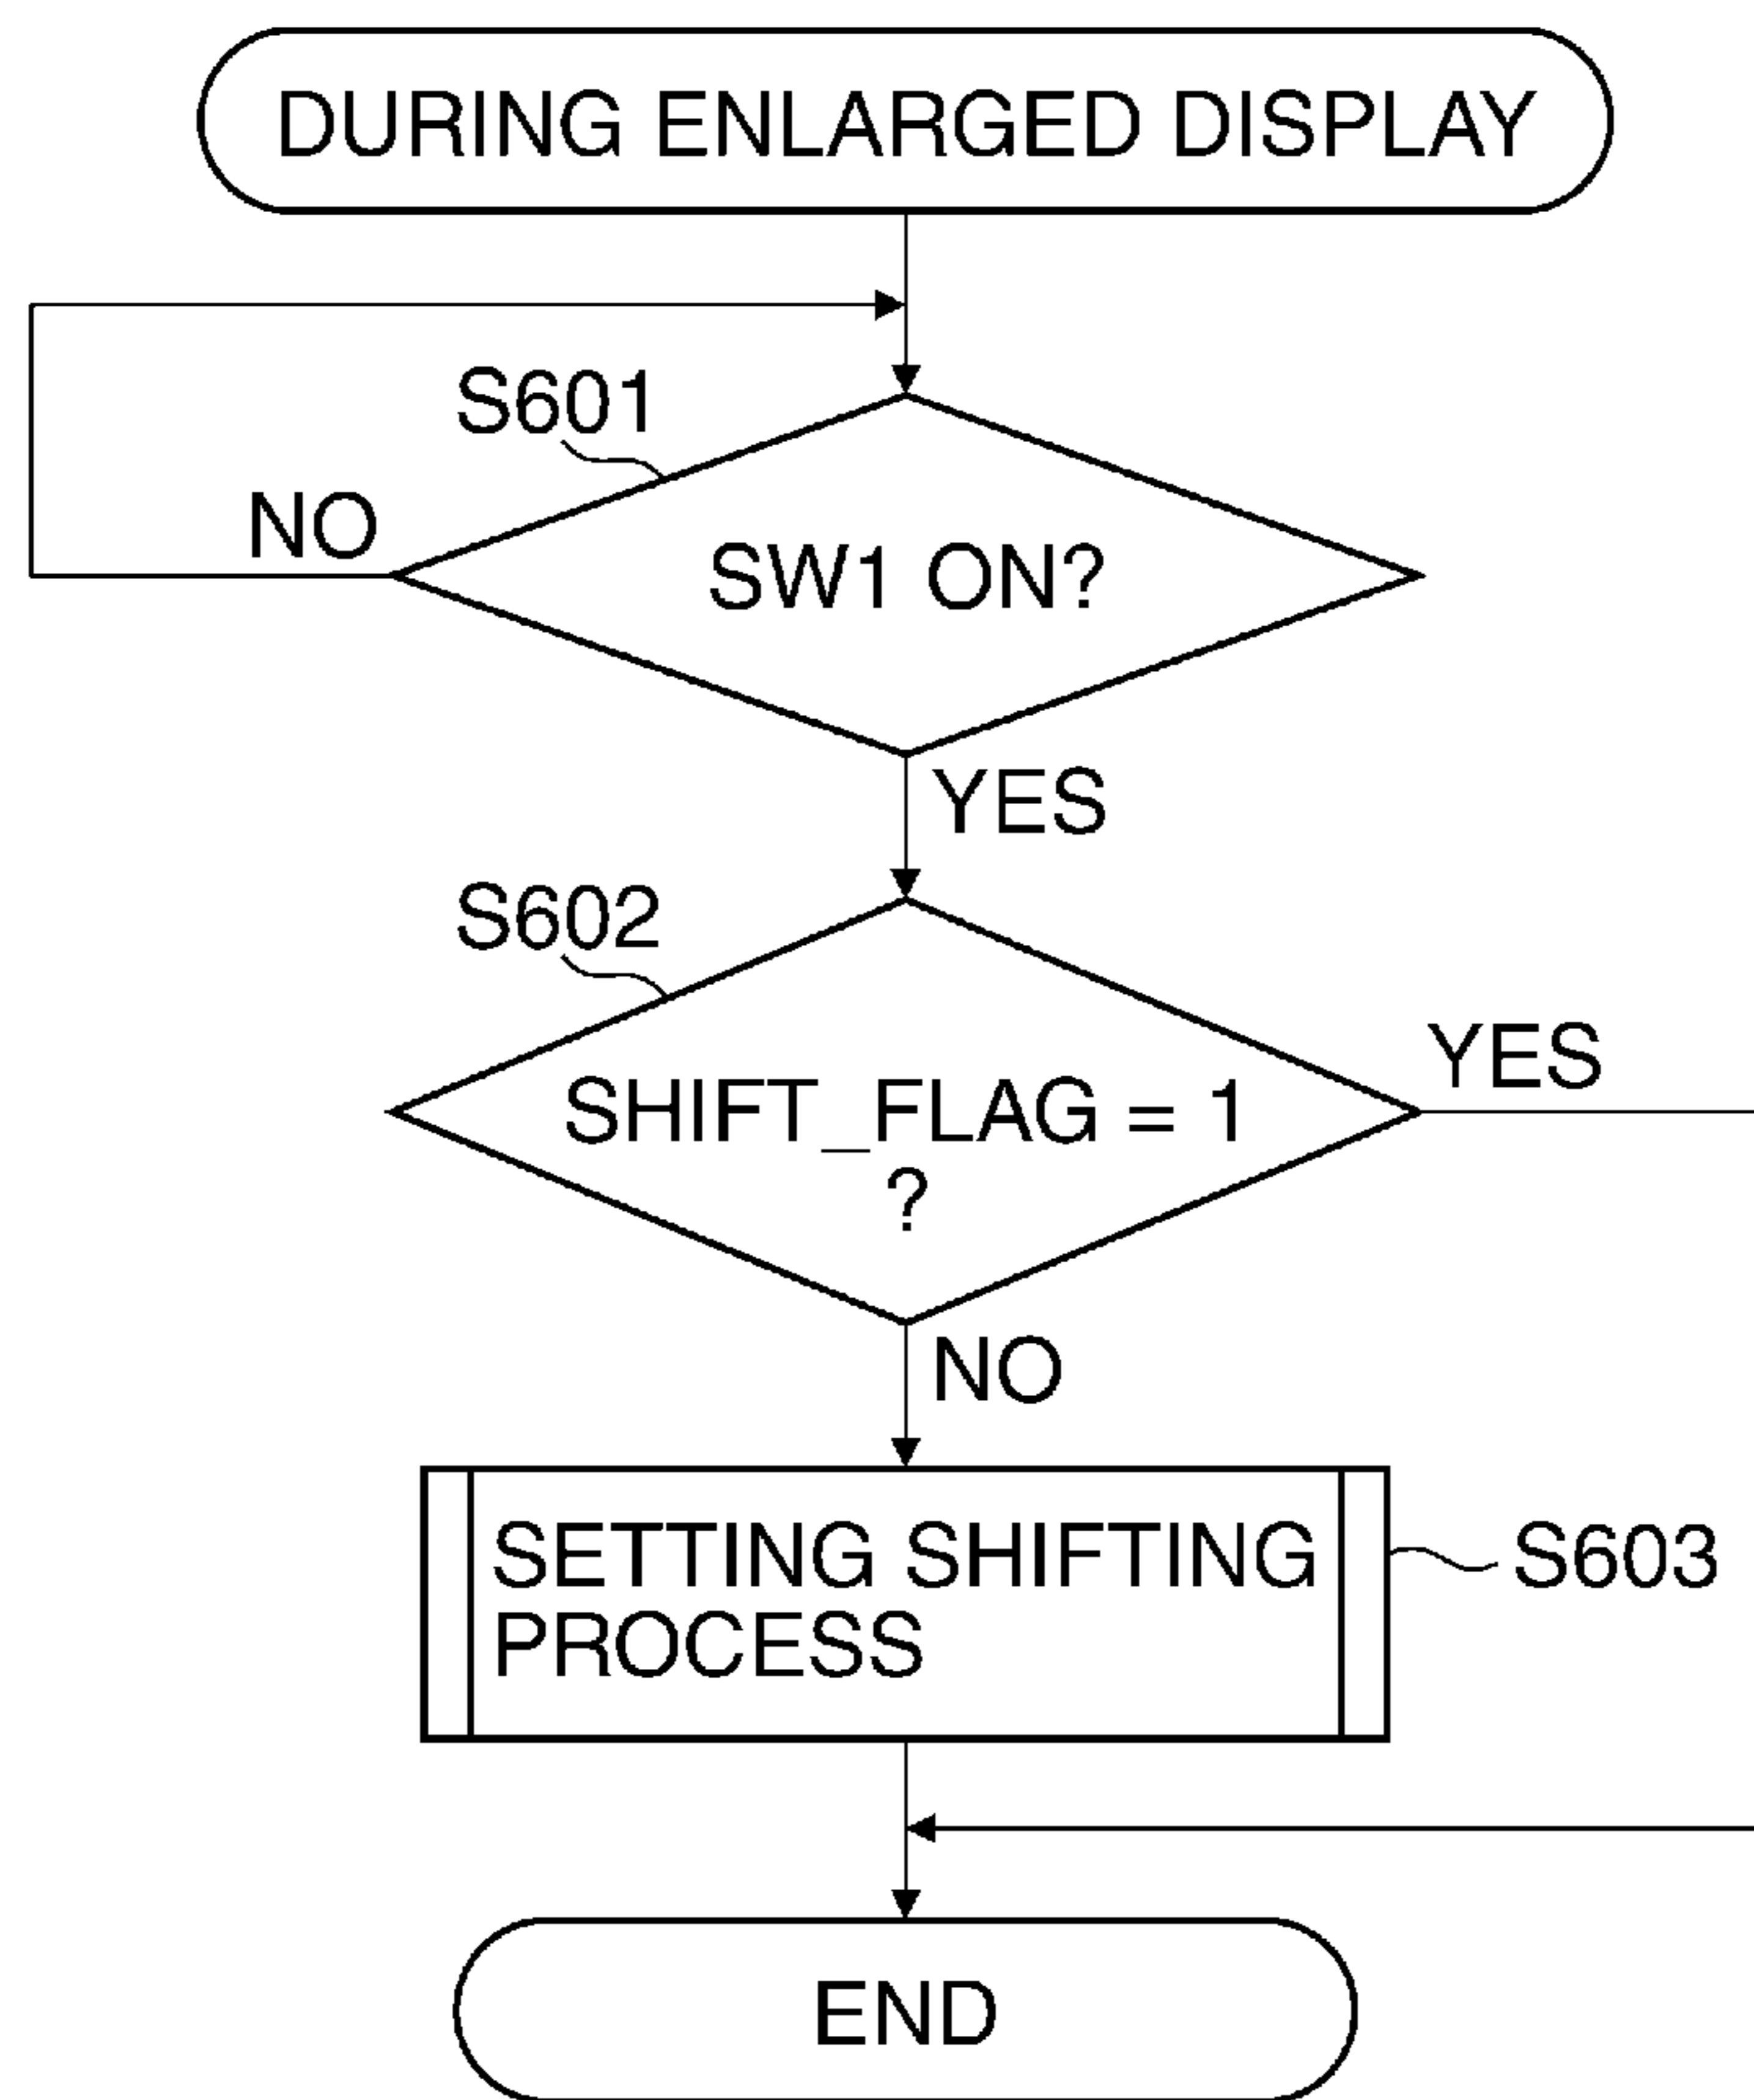 DURING ENLARGED DISPLAY
S601
NO
SW1 ON?
YES
S602
YES
SHIFT_FLAG = 1
?
NO
SETTING SHIFTING
PROCESS
S603
END